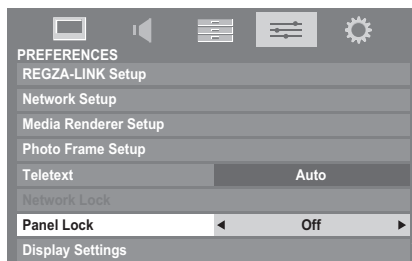 PREFERENCES
REGZA-LINK Setup
Network Setup
Media Renderer Setup
Photo Frame Setup
Teletext Auto
Network Lock
Panel Lock ◀ Off ▶
Display Settings